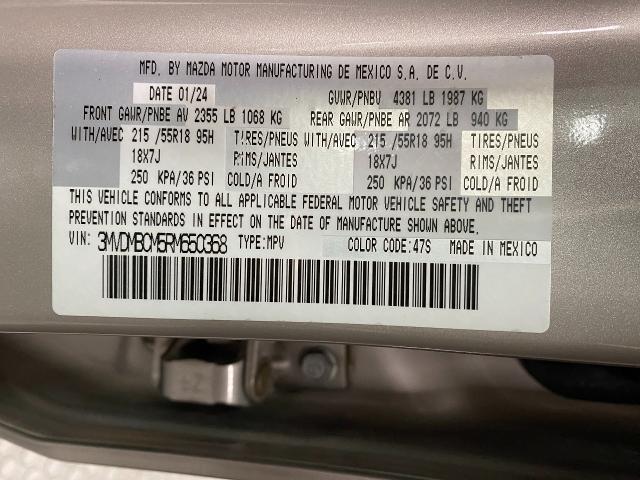 MFD. BY MAZDA MOTOR MANUFACTURING DE MEXICO S.A. DE C.V.
DATE 01/24 GVWR/PNBV 4381 LB 1987 KG
FRONT GAWR/PNBE AV 2355 LB 1068 KG REAR GAWR/PNBE AR 2072 LB 940 KG
WITH/AVEC 215 /55R18 95H TIRES/PNEUS WITH/AVEC 215 /55R18 95H TIRES/PNEUS
18X7J RIMS/JANTES 18X7J RIMS/JANTES
250 KPA/36 PSI COLD/A FROID 250 KPA/36 PSI COLD/A FROID
THIS VEHICLE CONFORMS TO ALL APPLICABLE FEDERAL MOTOR VEHICLE SAFETY AND THEFT
PREVENTION STANDARDS IN EFFECT ON THE DATE OF MANUFACTURE SHOWN ABOVE.
VIN: 3MVDMBCM5RM650368 TYPE:MPV COLOR CODE:47S MADE IN MEXICO